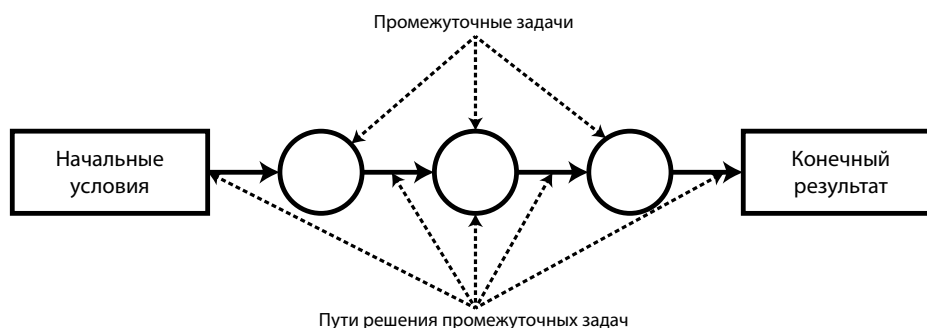 Промежуточные задачи
Начальные
условия
Конечный
результат
Пути решения промежуточных задач